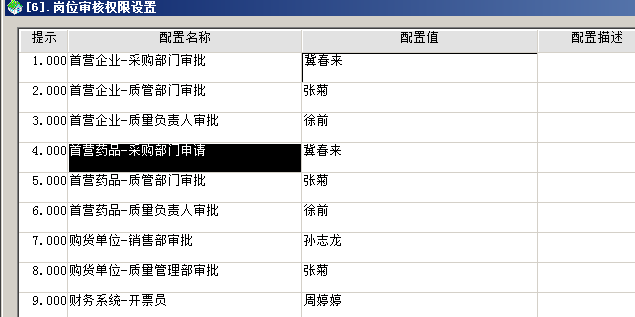 [6].岗位审核权限设置
提示 配置名称 配置值 配置描述
1.000 首营企业-采购部门审批 冀春来
2.000 首营企业-质管部门审批 张菊
3.000 首营企业-质量负责人审批 徐前
4.000 首营药品-采购部门申请 冀春来
5.000 首营药品-质管部门审批 张菊
6.000 首营药品-质量负责人审批 徐前
7.000 购货单位-销售部审批 孙志龙
8.000 购货单位-质量管理部审批 张菊
9.000 财务系统-开票员 周婷婷